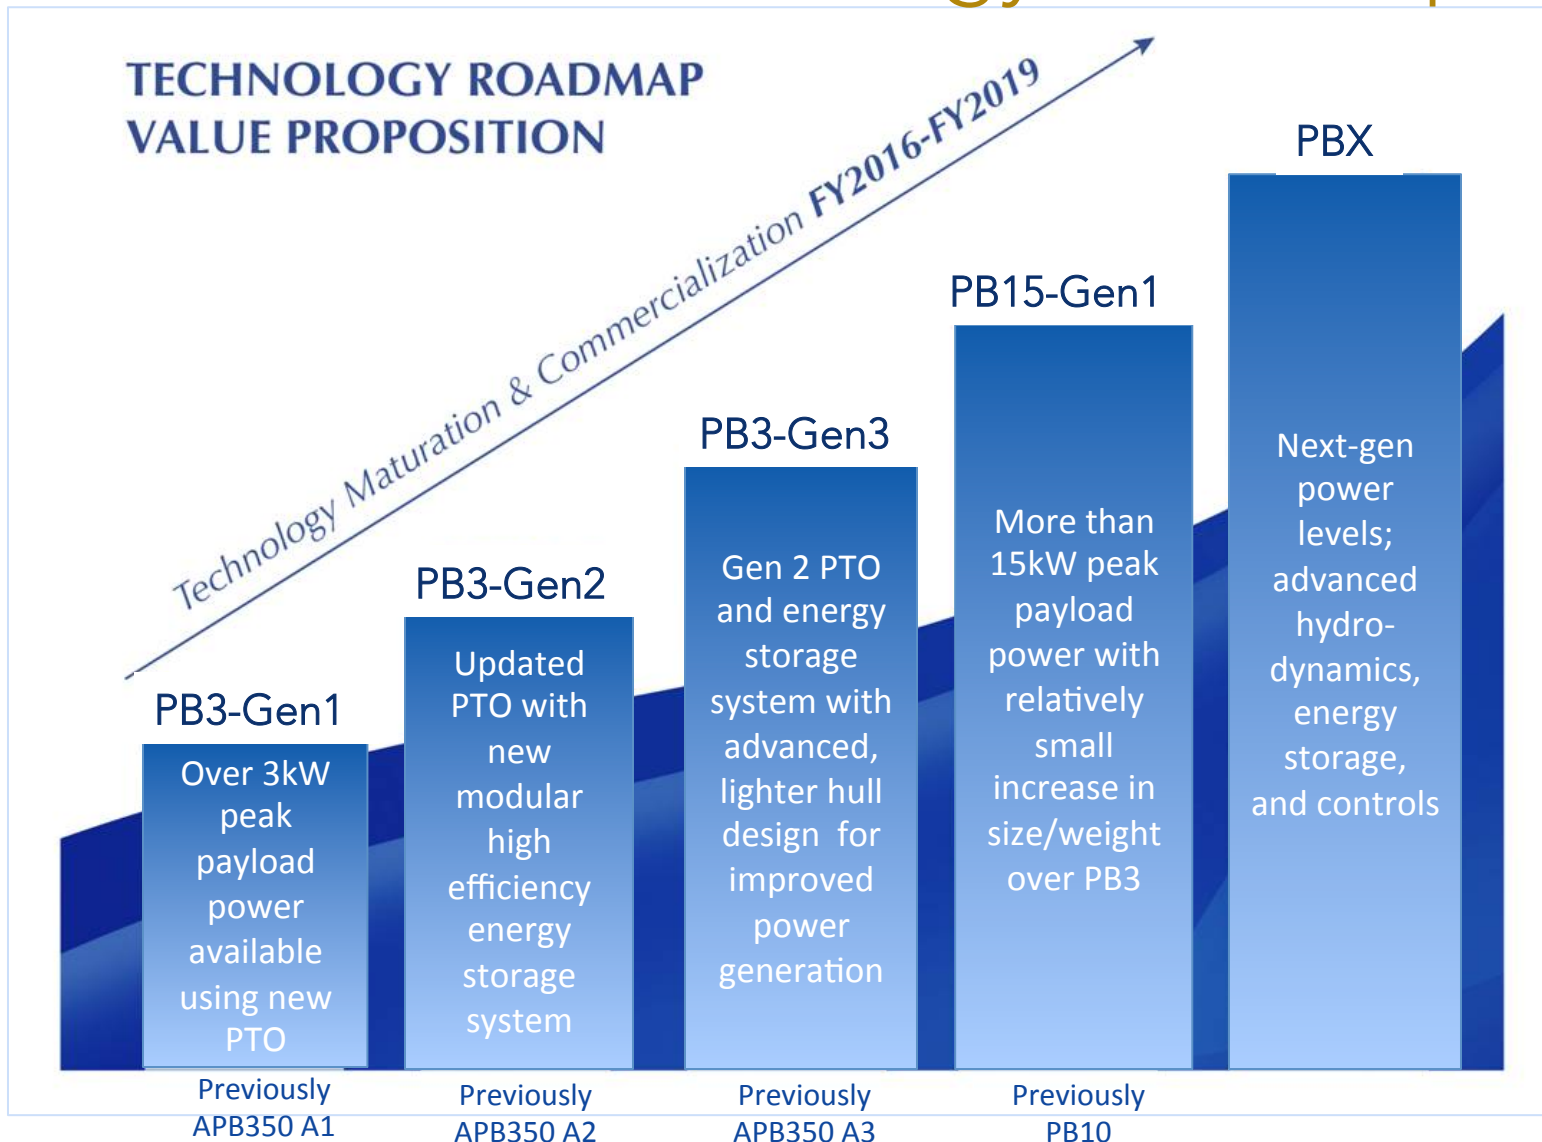 TECHNOLOGY ROADMAP
VALUE PROPOSITION
Technology Maturation & Commercialization FY2016-FY2019
PB3-Gen1
Over 3kW
peak
payload
power
available
using new
PTO
Previously
APB350 A1
PB3-Gen2
Updated
PTO with
new
modular
high
efficiency
energy
storage
system
Previously
APB350 A2
PB3-Gen3
Gen 2 PTO
and energy
storage
system with
advanced,
lighter hull
design for
improved
power
generation
Previously
APB350 A3
PB15-Gen1
More than
15kW peak
payload
power with
relatively
small
increase in
size/weight
over PB3
Previously
PB10
PBX
Next-gen
power
levels;
advanced
hydro-
dynamics,
energy
storage,
and controls